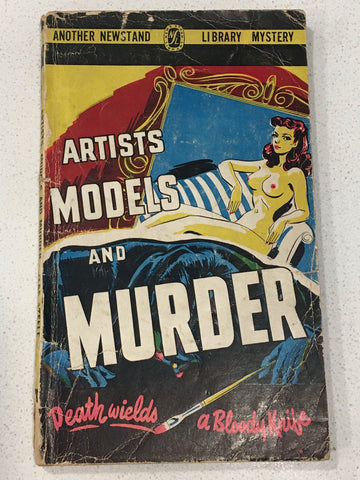 ANOTHER NEWSTAND LIBRARY MYSTERY
ARTISTS
MODELS
AND
MURDER
Death wields a Bloody Knife